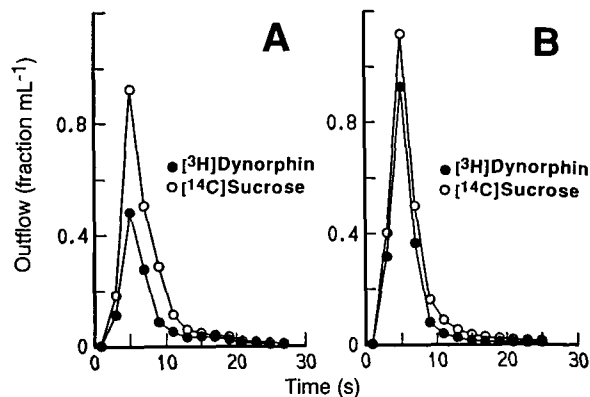 A
B
Outflow (fraction mL⁻¹)
0.8
0.4
0
● [³H]Dynorphin
○ [¹⁴C]Sucrose
0 10 20 30
0.8
0.4
0
● [³H]Dynorphin
○ [¹⁴C]Sucrose
0 10 20 30
Time (s)